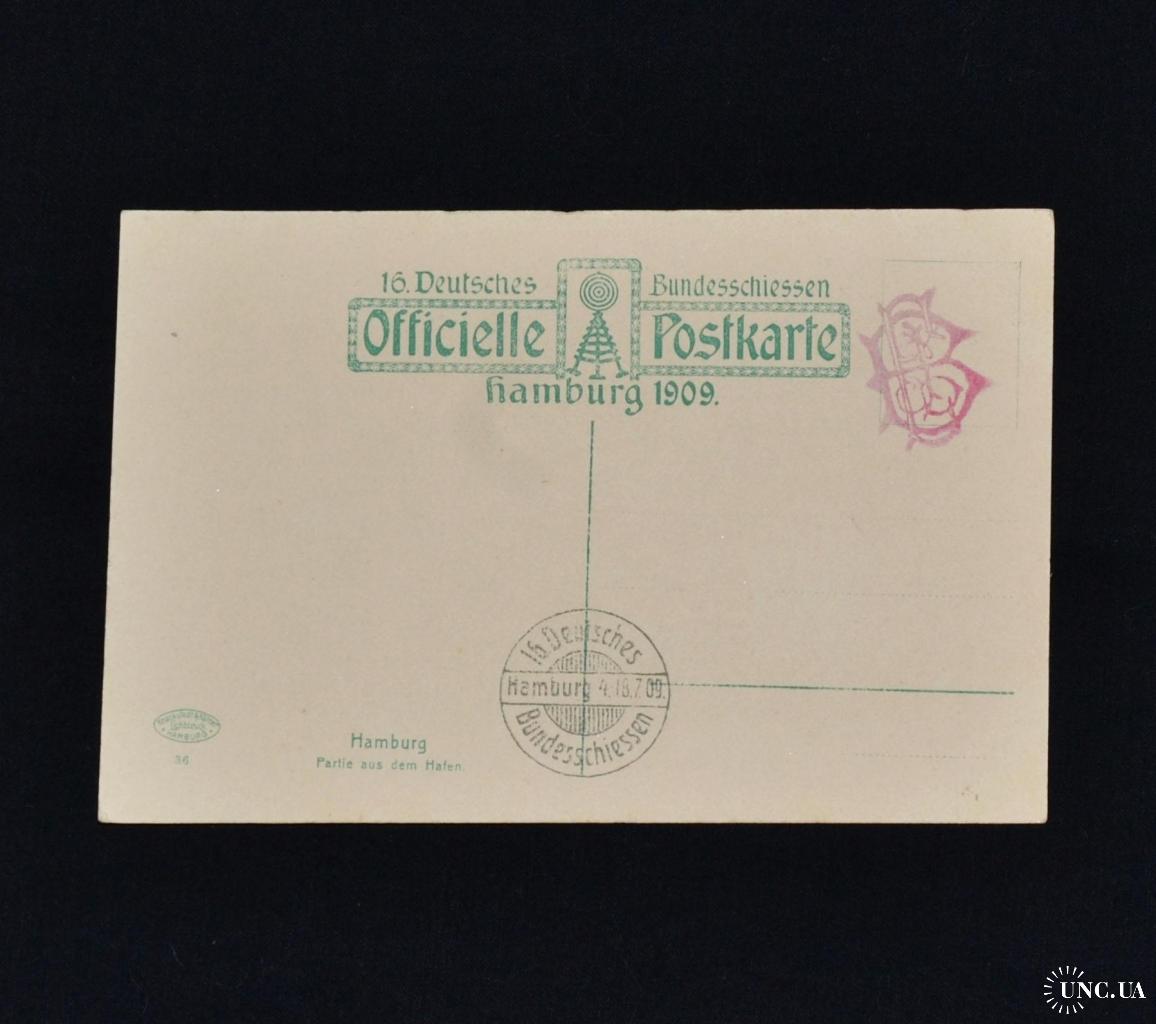 16. Deutsches Bundesschiessen
Officielle Postkarte
Hamburg 1909.
16. Deutsches
Hamburg 4.-18.7.09.
Bundesschiessen
HAMBURG
36
Hamburg
Partie aus dem Hafen.
UNC.UA